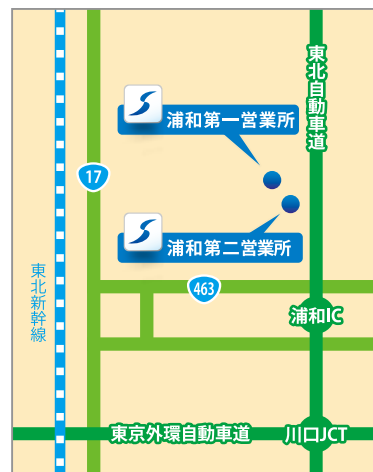 東北自動車道
浦和第一営業所
17
浦和第二営業所
東北新幹線
463
浦和IC
東京外環自動車道
川口JCT